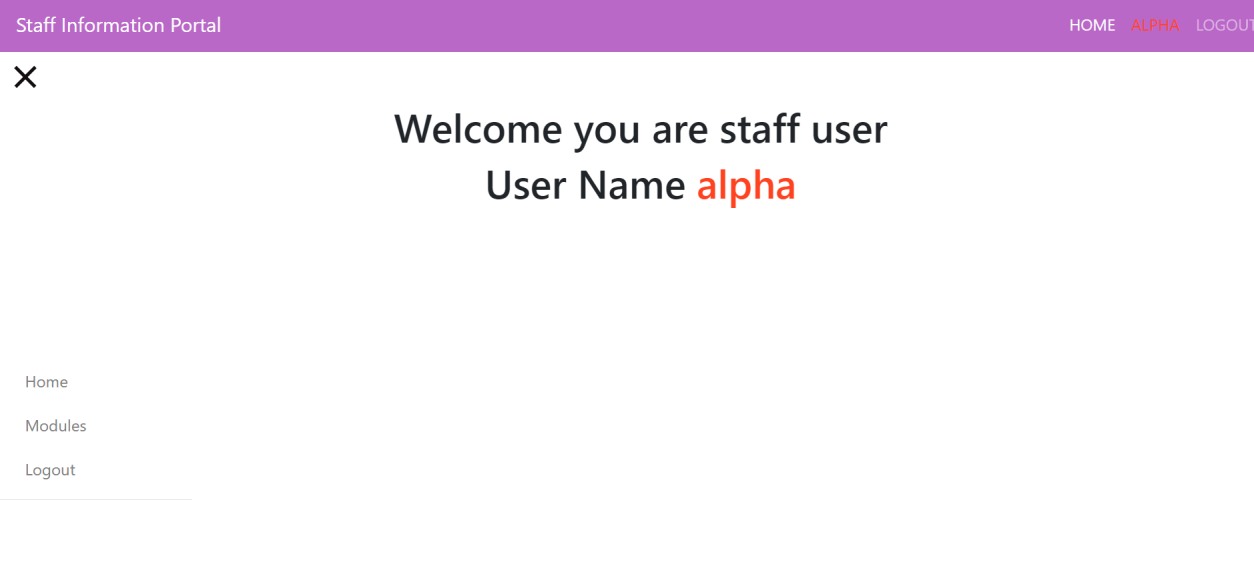 Staff Information Portal HOME ALPHA LOGOUT
Welcome you are staff user
User Name alpha
Home
Modules
Logout